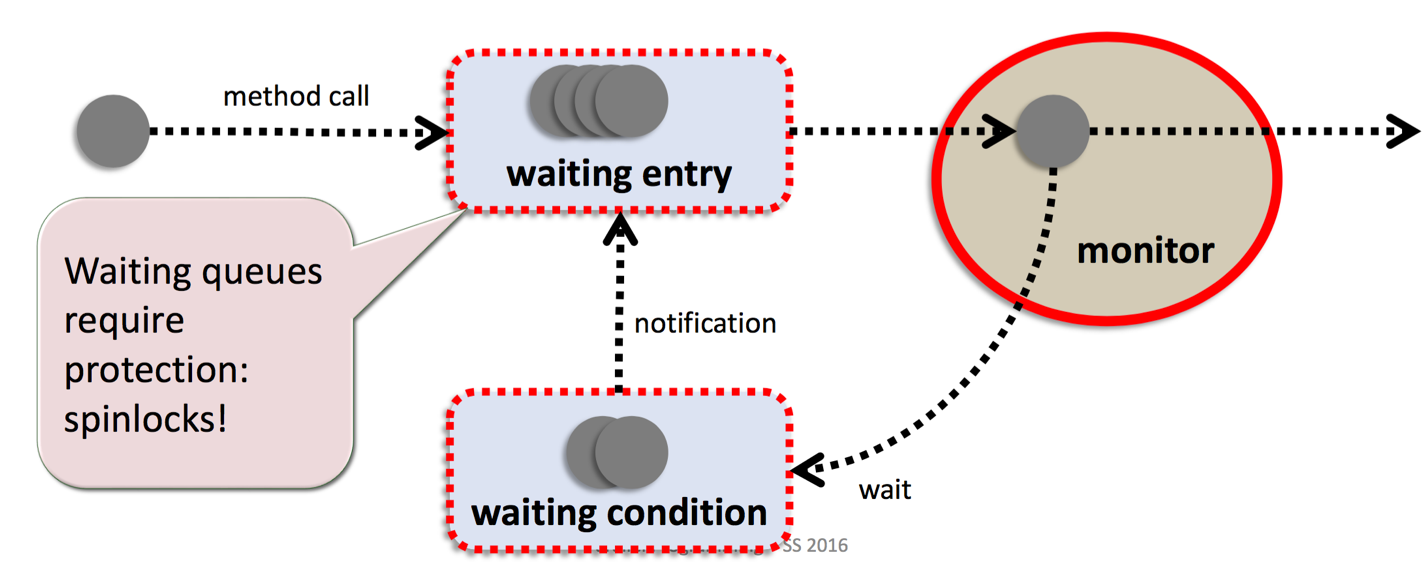 method call
waiting entry
Waiting queues
require
protection:
spinlocks!
monitor
notification
wait
waiting condition
SS 2016